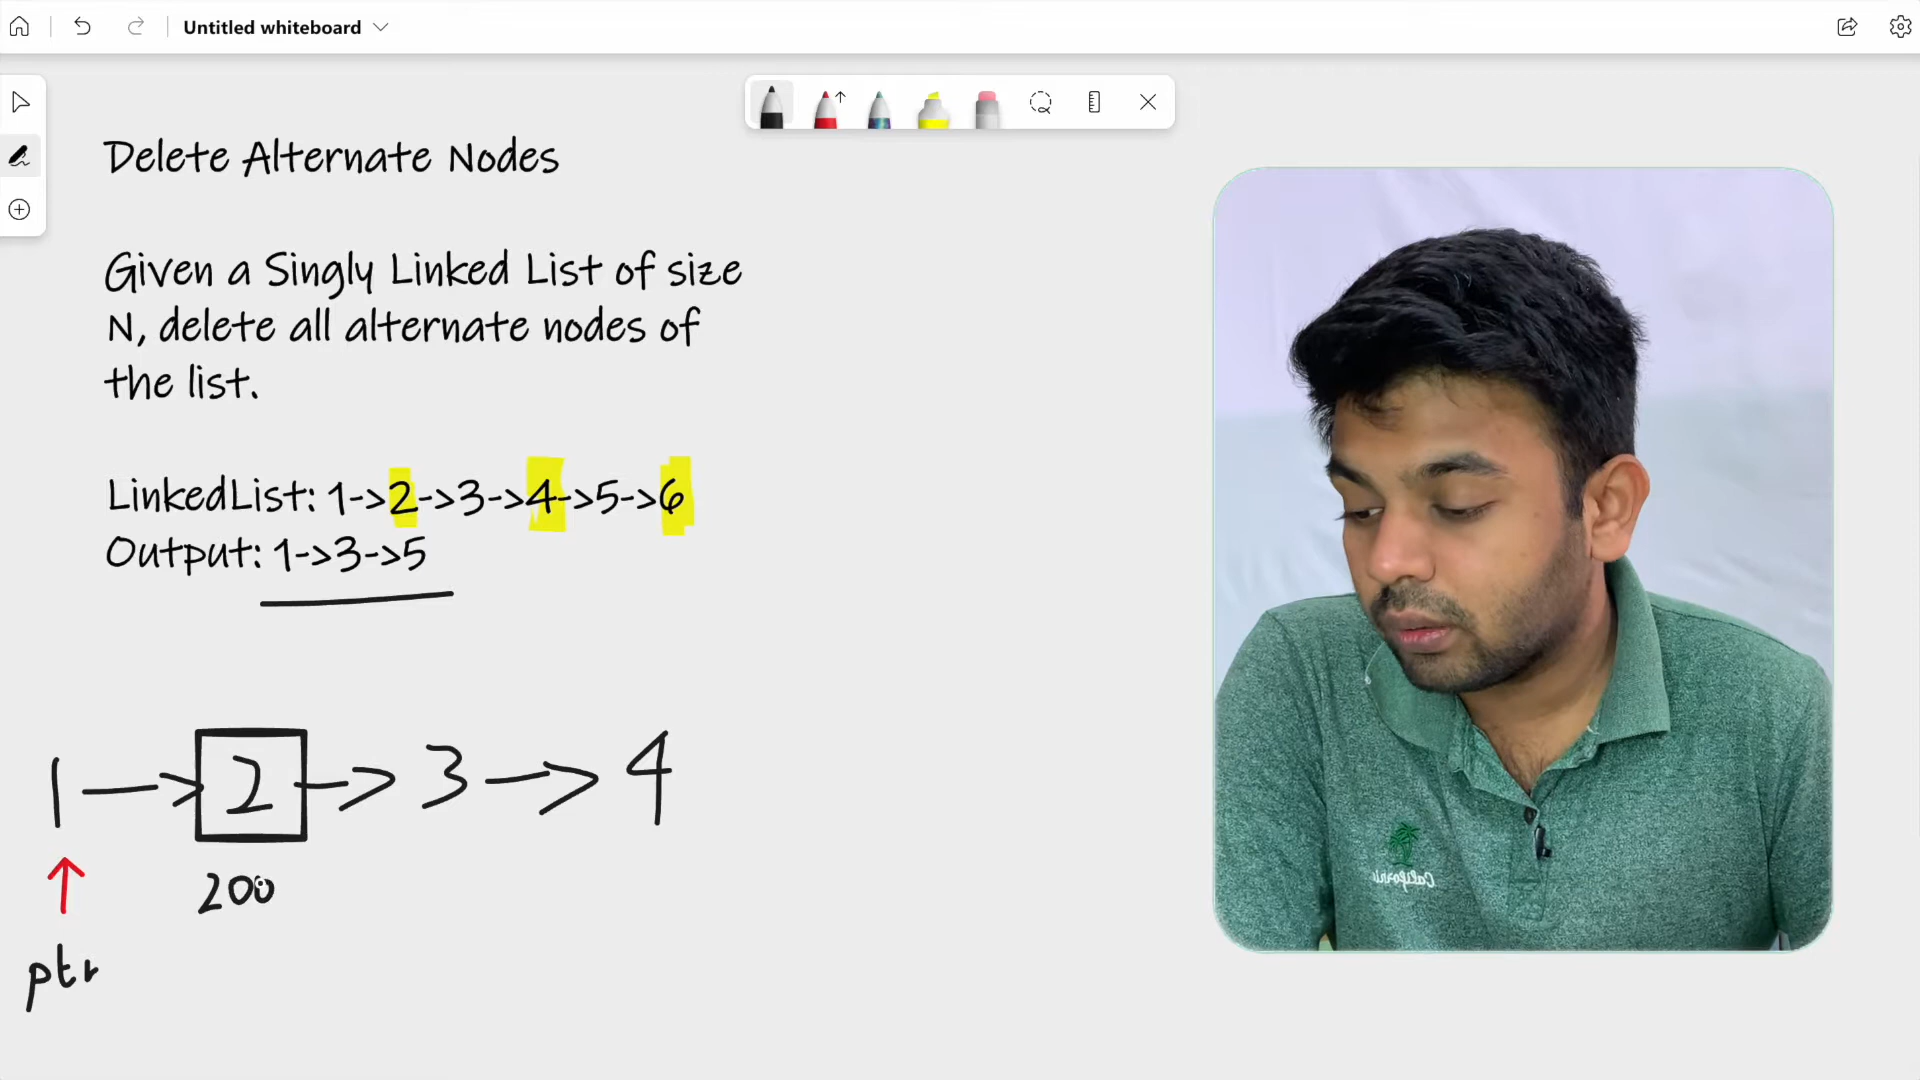 Untitled whiteboard
Delete Alternate Nodes
Given a Singly Linked List of size
N, delete all alternate nodes of
the list.
LinkedList: 1->2->3->4->5->6
Output: 1->3->5
1 -> 2 -> 3 -> 4
200
ptr
California